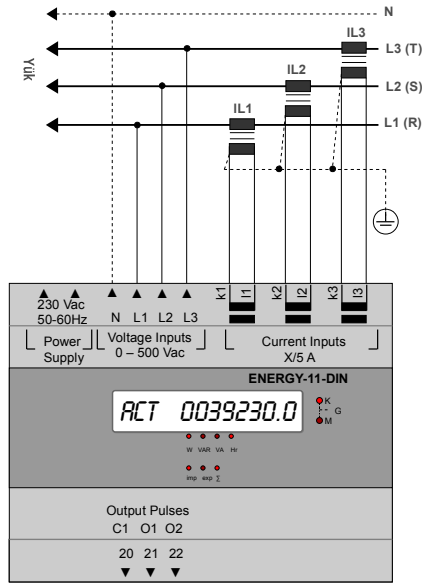 N
IL3
L3 (T)
Yük
IL2
L2 (S)
IL1
L1 (R)
k1 l1 k2 l2 k3 l3
230 Vac
50-60Hz
N L1 L2 L3
Power
Supply
Voltage Inputs
0 – 500 Vac
Current Inputs
X/5 A
ENERGY-11-DIN
ACT 0039230.0
K
G
M
W VAR VA Hr
imp exp Σ
Output Pulses
C1 O1 O2
20 21 22